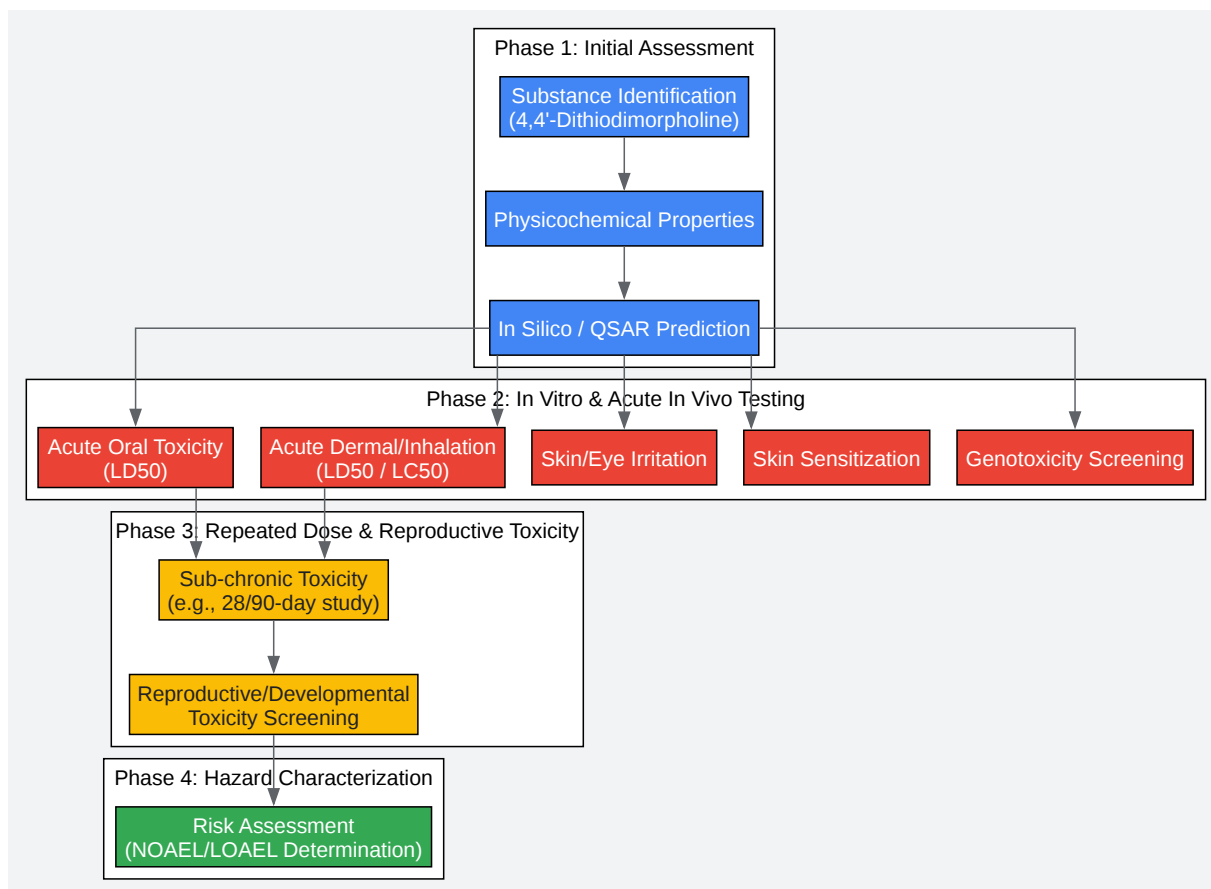 Phase 1: Initial Assessment
Substance Identification
(4,4'-Dithiodimorpholine)
Physicochemical Properties
In Silico / QSAR Prediction
Phase 2: In Vitro & Acute In Vivo Testing
Acute Oral Toxicity
(LD50)
Acute Dermal/Inhalation
(LD50 / LC50)
Skin/Eye Irritation
Skin Sensitization
Genotoxicity Screening
Phase 3: Repeated Dose & Reproductive Toxicity
Sub-chronic Toxicity
(e.g., 28/90-day study)
Reproductive/Developmental
Toxicity Screening
Phase 4: Hazard Characterization
Risk Assessment
(NOAEL/LOAEL Determination)